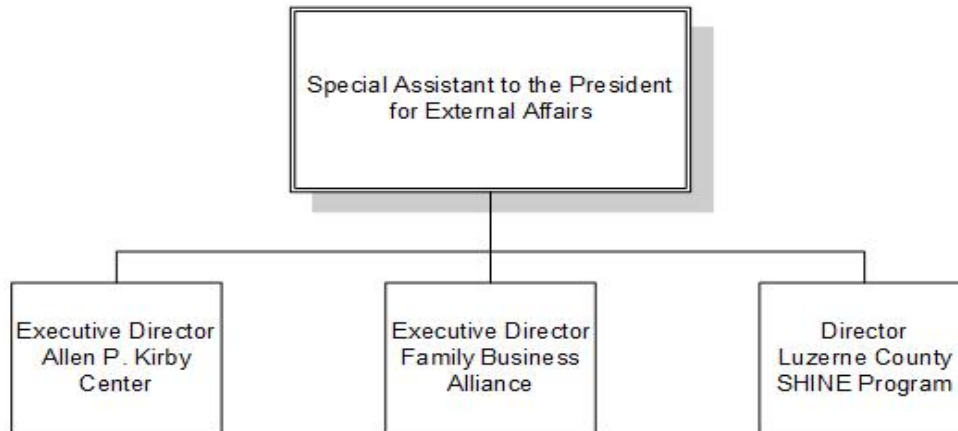 Special Assistant to the President
for External Affairs
Executive Director
Allen P. Kirby
Center
Executive Director
Family Business
Alliance
Director
Luzerne County
SHINE Program